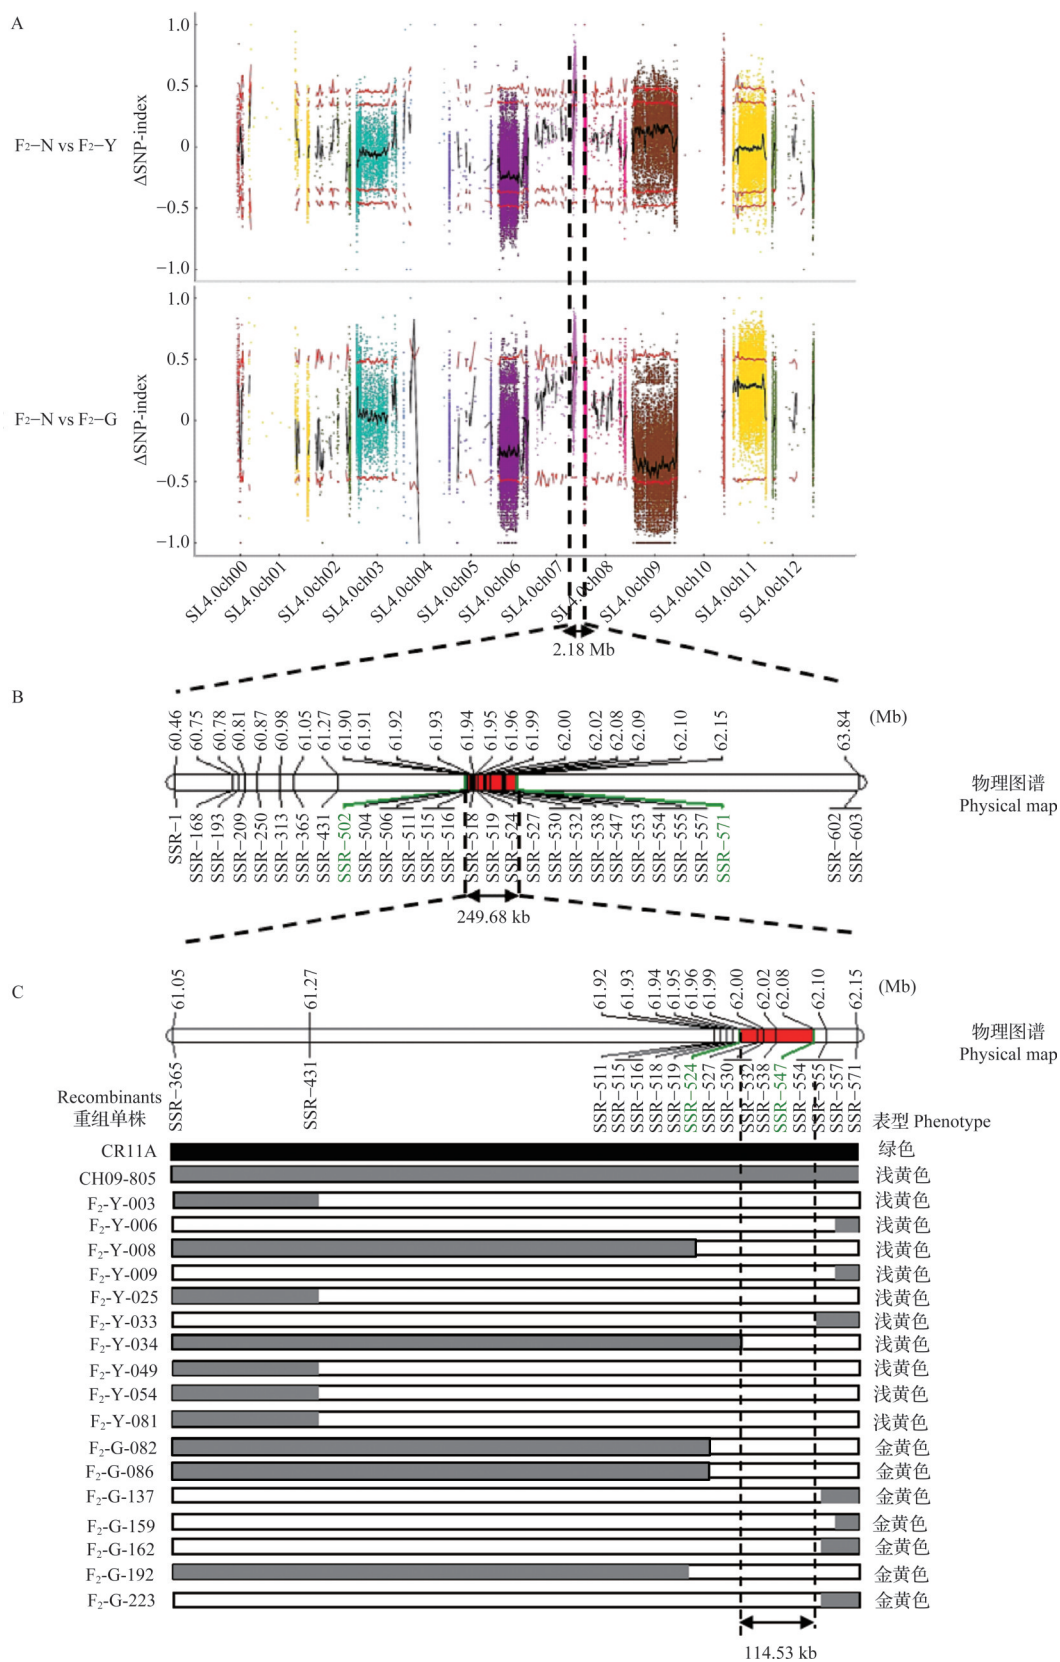 A
F2−N vs F2−Y
ΔSNP-index
1.0
0.5
0
−0.5
−1.0
F2−N vs F2−G
ΔSNP-index
1.0
0.5
0
−0.5
−1.0
SL4.0ch00
SL4.0ch01
SL4.0ch02
SL4.0ch03
SL4.0ch04
SL4.0ch05
SL4.0ch06
SL4.0ch07
SL4.0ch08
SL4.0ch09
SL4.0ch10
SL4.0ch11
SL4.0ch12
2.18 Mb
B
60.46 60.75 60.78 60.81 60.87 60.98 61.05 61.27 61.90 61.91 61.92 61.93 61.94 61.95 61.96 61.99 62.00 62.02 62.08 62.09 62.10 62.15 63.84 (Mb)
物理图谱
Physical map
SSR−1 SSR−168 SSR−193 SSR−209 SSR−250 SSR−313 SSR−365 SSR−431 SSR−502 SSR−504 SSR−506 SSR−511 SSR−515 SSR−516 SSR−518 SSR−519 SSR−524 SSR−527 SSR−530 SSR−532 SSR−538 SSR−547 SSR−553 SSR−554 SSR−555 SSR−557 SSR−571 SSR−602 SSR−603
249.68 kb
C
61.05 61.27 61.92 61.93 61.94 61.95 61.96 61.99 62.00 62.02 62.08 62.10 62.15 (Mb)
物理图谱
Physical map
SSR−365 SSR−431 SSR−511 SSR−515 SSR−516 SSR−518 SSR−519 SSR−524 SSR−527 SSR−530 SSR−532 SSR−538 SSR−547 SSR−554 SSR−555 SSR−557 SSR−571
Recombinants
重组单株
表型 Phenotype
CR11A 绿色
CH09-805 浅黄色
F2-Y-003 浅黄色
F2-Y-006 浅黄色
F2-Y-008 浅黄色
F2-Y-009 浅黄色
F2-Y-025 浅黄色
F2-Y-033 浅黄色
F2-Y-034 浅黄色
F2-Y-049 浅黄色
F2-Y-054 浅黄色
F2-Y-081 浅黄色
F2-G-082 金黄色
F2-G-086 金黄色
F2-G-137 金黄色
F2-G-159 金黄色
F2-G-162 金黄色
F2-G-192 金黄色
F2-G-223 金黄色
114.53 kb